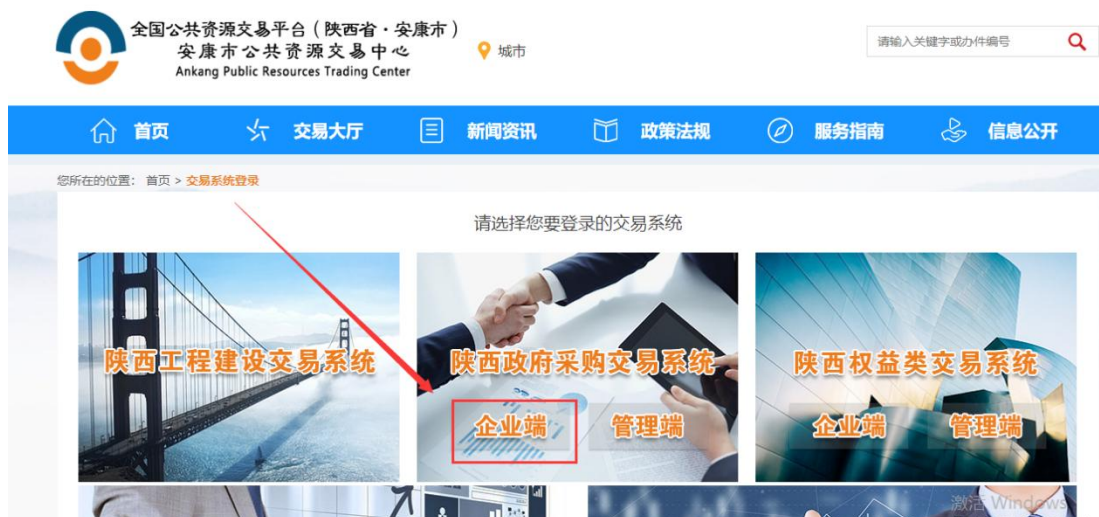 全国公共资源交易平台（陕西省·安康市）
安康市公共资源交易中心
Ankang Public Resources Trading Center
城市
请输入关键字或办件编号
首页
交易大厅
新闻资讯
政策法规
服务指南
信息公开
您所在的位置： 首页 > 交易系统登录
请选择您要登录的交易系统
陕西工程建设交易系统
陕西政府采购交易系统
陕西权益类交易系统
企业端
管理端
企业端
管理端
激活 Windows